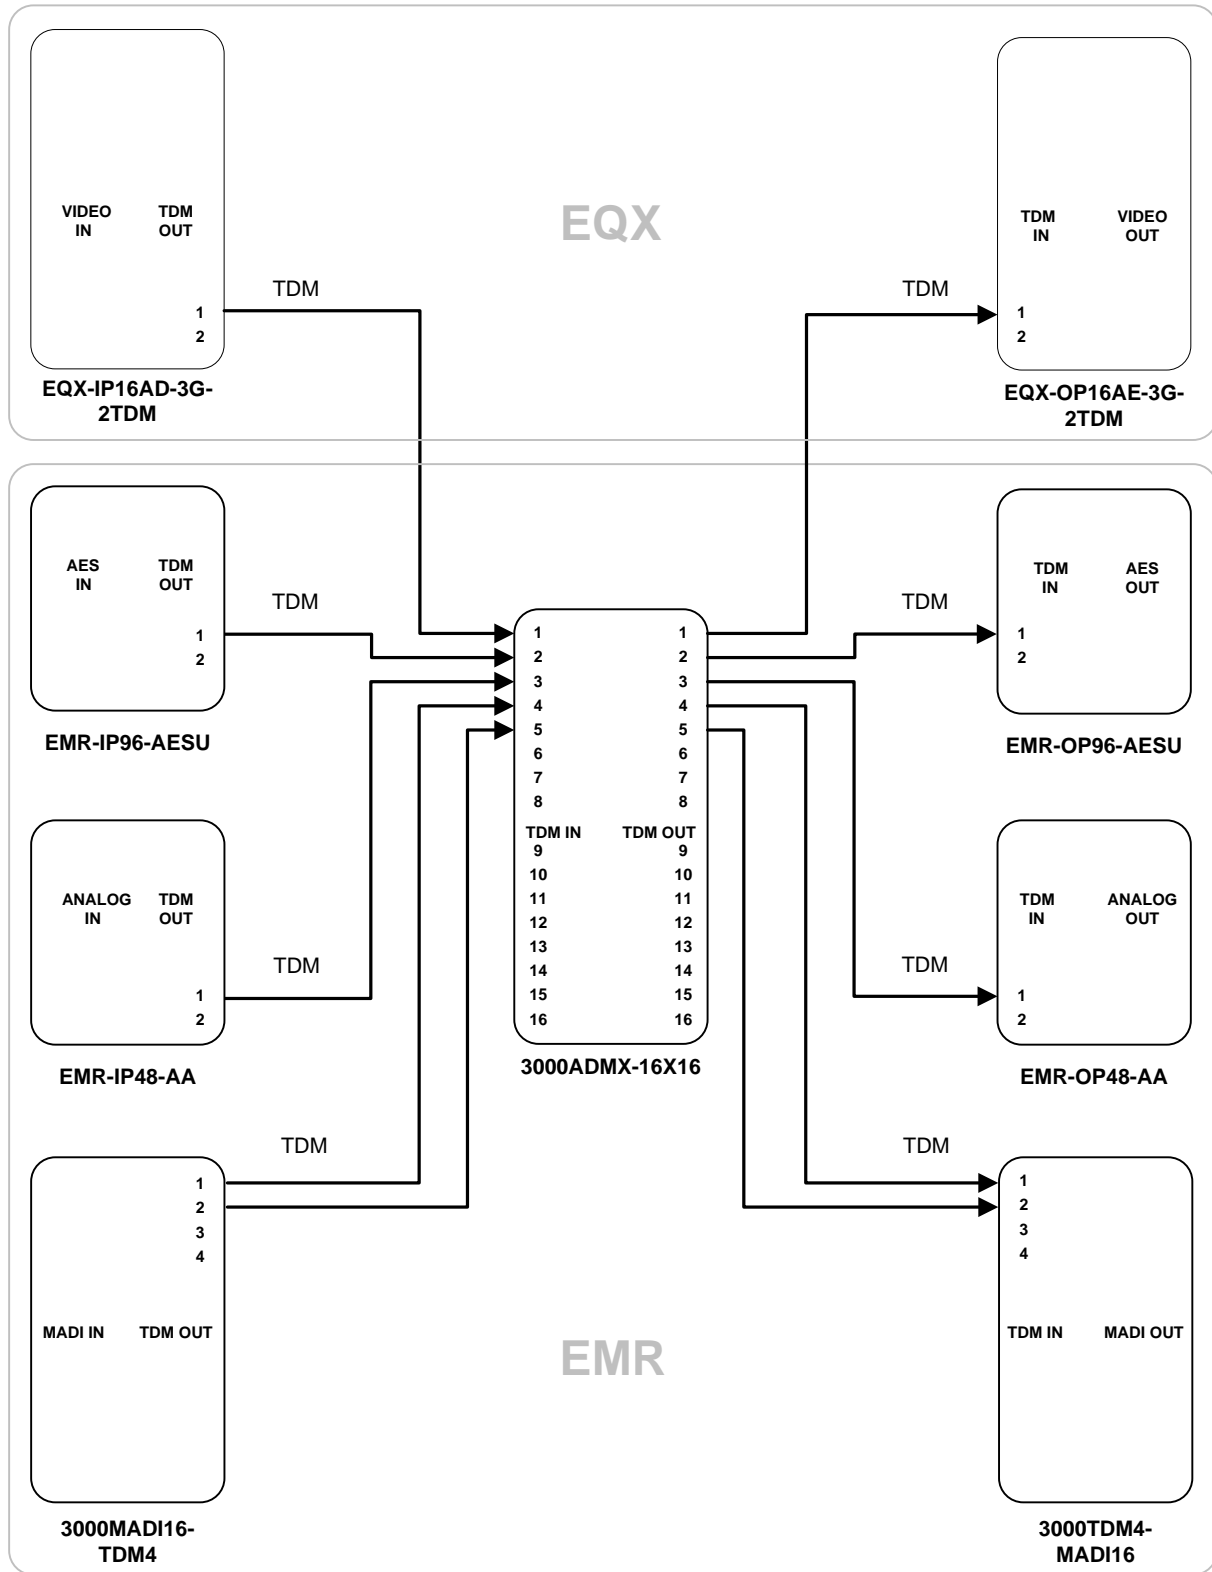 EQX
VIDEO IN
TDM OUT
1
2
TDM
EQX-IP16AD-3G-
2TDM
TDM
TDM IN
VIDEO OUT
1
2
EQX-OP16AE-3G-
2TDM
AES IN
TDM OUT
1
2
TDM
EMR-IP96-AESU
ANALOG IN
TDM OUT
1
2
TDM
EMR-IP48-AA
TDM
1
2
3
4
MADI IN
TDM OUT
3000MADI16-
TDM4
1
2
3
4
5
6
7
8
TDM IN
9
10
11
12
13
14
15
16
1
2
3
4
5
6
7
8
TDM OUT
9
10
11
12
13
14
15
16
3000ADMX-16X16
TDM
TDM IN
AES OUT
1
2
EMR-OP96-AESU
TDM
TDM IN
ANALOG OUT
1
2
EMR-OP48-AA
TDM
1
2
3
4
TDM IN
MADI OUT
3000TDM4-
MADI16
EMR